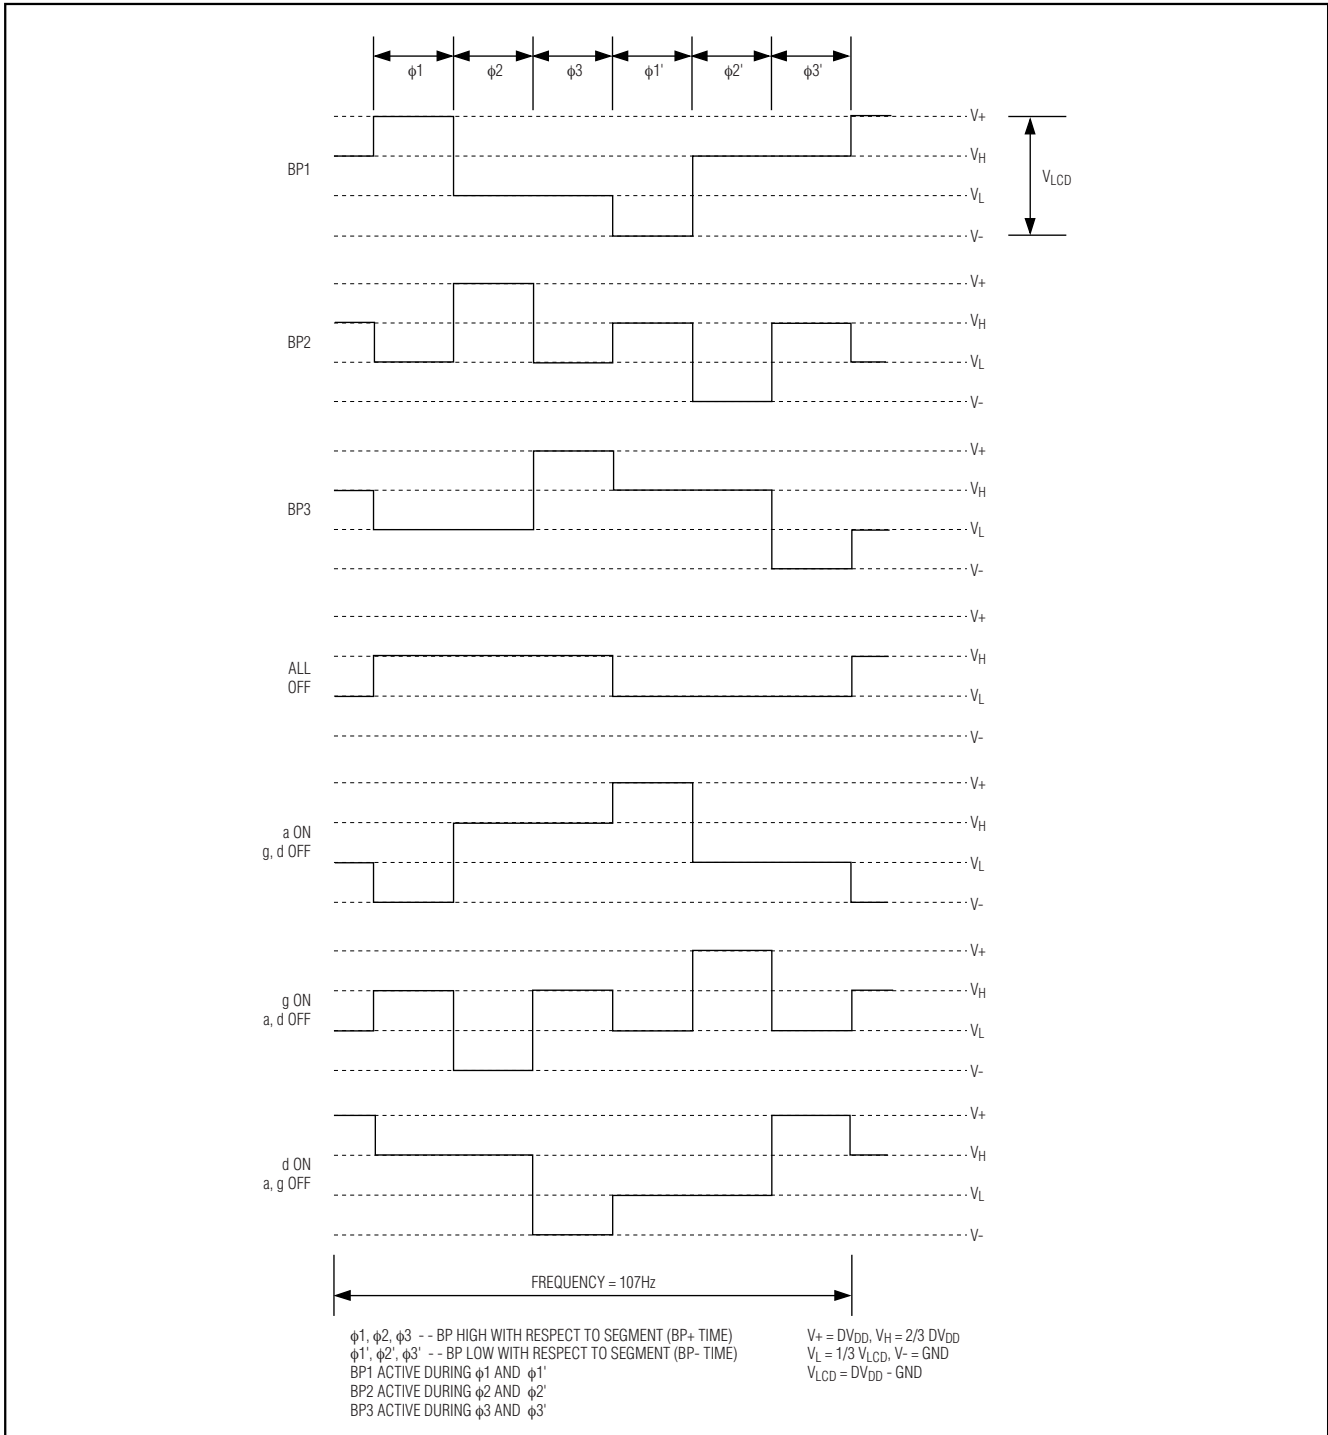 ϕ1 ϕ2 ϕ3 ϕ1' ϕ2' ϕ3'
V+
VH
BP1
VL
V-
VLCD
V+
VH
BP2
VL
V-
V+
VH
BP3
VL
V-
V+
VH
ALL
OFF
VL
V-
V+
VH
a ON
g, d OFF
VL
V-
V+
VH
g ON
a, d OFF
VL
V-
V+
VH
d ON
a, g OFF
VL
V-
FREQUENCY = 107Hz
ϕ1, ϕ2, ϕ3 - - BP HIGH WITH RESPECT TO SEGMENT (BP+ TIME)
ϕ1', ϕ2', ϕ3' - - BP LOW WITH RESPECT TO SEGMENT (BP- TIME)
BP1 ACTIVE DURING ϕ1 AND ϕ1'
BP2 ACTIVE DURING ϕ2 AND ϕ2'
BP3 ACTIVE DURING ϕ3 AND ϕ3'
V+ = DVDD, VH = 2/3 DVDD
VL = 1/3 VLCD, V- = GND
VLCD = DVDD - GND